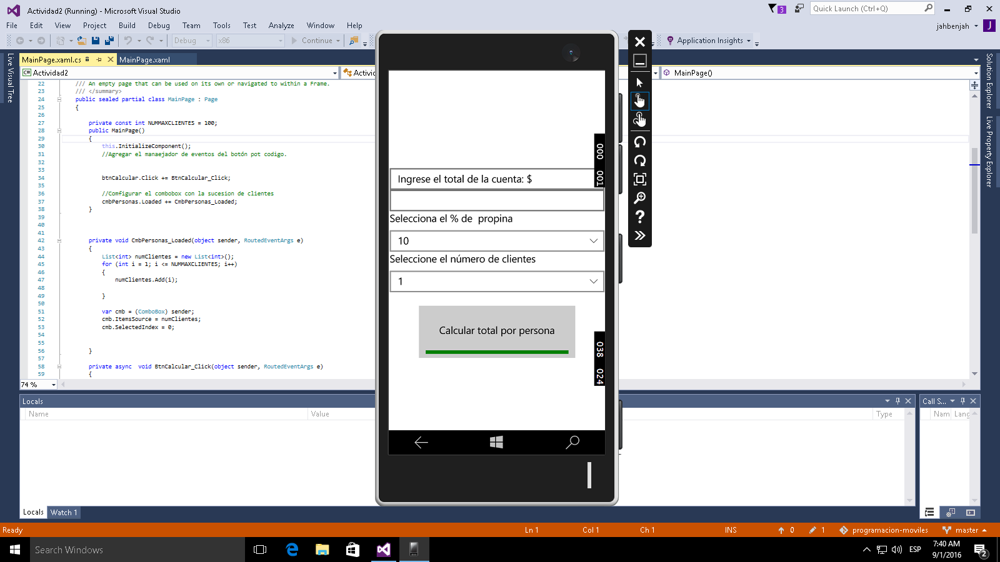 Actividad2 (Running) - Microsoft Visual Studio
3
Quick Launch (Ctrl+Q)
File Edit View Project Build Debug Team Tools Test Analyze Window Help
jahbenjah J
Debug x86 Continue
Application Insights
Live Visual Tree
MainPage.xaml.cs MainPage.xaml
C# Actividad2
MainPage()
22 /// An empty page that can be used on its own or navigated to within a Frame.
23 /// </summary>
24 public sealed partial class MainPage : Page
25 {
26
27 private const int NUMMAXCLIENTES = 100;
28 public MainPage()
29 {
30 this.InitializeComponent();
31 //Agregar el manaejador de eventos del botón pot codigo.
32
33
34 btnCalcular.Click += BtnCalcular_Click;
35
36 //Comfigurar el combobox con la sucesion de clientes
37 cmbPersonas.Loaded += CmbPersonas_Loaded;
38 }
39
40
41
42 private void CmbPersonas_Loaded(object sender, RoutedEventArgs e)
43 {
44 List<int> numClientes = new List<int>();
45 for (int i = 1; i <= NUMMAXCLIENTES; i++)
46 {
47 numClientes.Add(i);
48
49 }
50
51 var cmb = (ComboBox) sender;
52 cmb.ItemsSource = numClientes;
53 cmb.SelectedIndex = 0;
54
55
56 }
57
58 private async void BtnCalcular_Click(object sender, RoutedEventArgs e)
59 {
74 %
Ingrese el total de la cuenta: $
Selecciona el % de propina
10
Seleccione el número de clientes
1
Calcular total por persona
000 001
038 024
?
Solution Explorer
Live Property Explorer
Locals
Name Value Type
Call S...
Nam Lang
Locals Watch 1
Ready Ln 1 Col 1 Ch 1 INS 0 1 programacion-moviles master
Search Windows
ESP
7:40 AM
9/1/2016
2